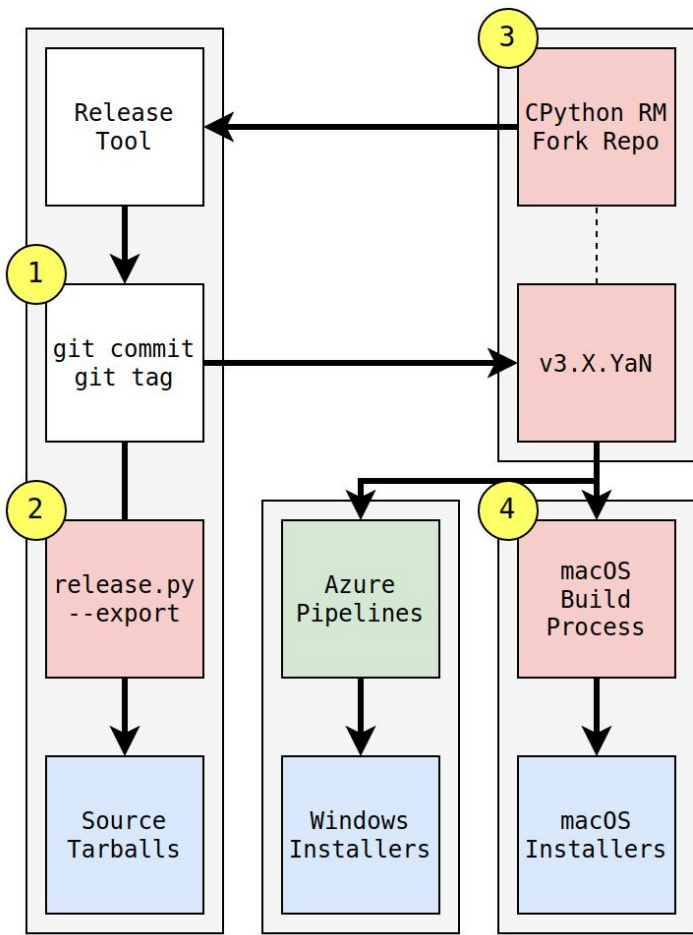 3
Release
Tool
CPython RM
Fork Repo
1
git commit
git tag
v3.X.YaN
2
4
release.py
--export
Azure
Pipelines
macOS
Build
Process
Source
Tarballs
Windows
Installers
macOS
Installers